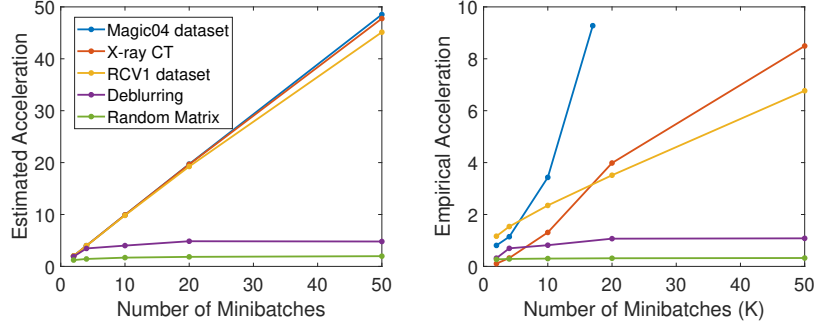 Estimated Acceleration
50
40
30
20
10
0
Magic04 dataset
X-ray CT
RCV1 dataset
Deblurring
Random Matrix
0 10 20 30 40 50
Number of Minibatches
Empirical Acceleration
10
8
6
4
2
0
0 10 20 30 40 50
Number of Minibatches (K)